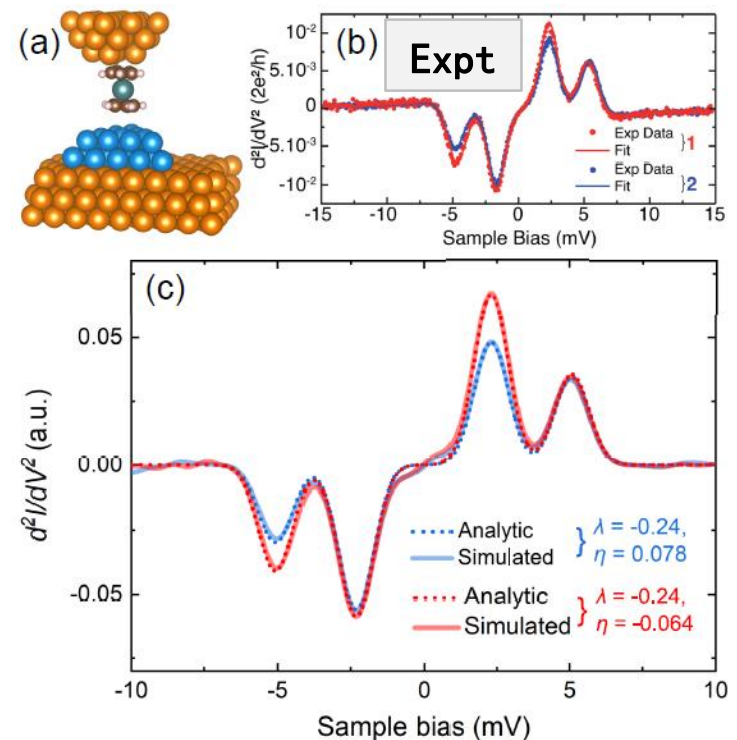 (a)
(b)
Expt
d²I/dV² (2e²/h)
10⁻²
5.10⁻³
0
-5.10⁻³
-10⁻²
Exp Data
Fit
}1
Exp Data
Fit
}2
-15 -10 -5 0 5 10 15
Sample Bias (mV)
(c)
d²I/dV² (a.u.)
0.05
0.00
-0.05
Analytic
Simulated
} λ = -0.24,
η = 0.078
Analytic
Simulated
} λ = -0.24,
η = -0.064
-10 -5 0 5 10
Sample bias (mV)